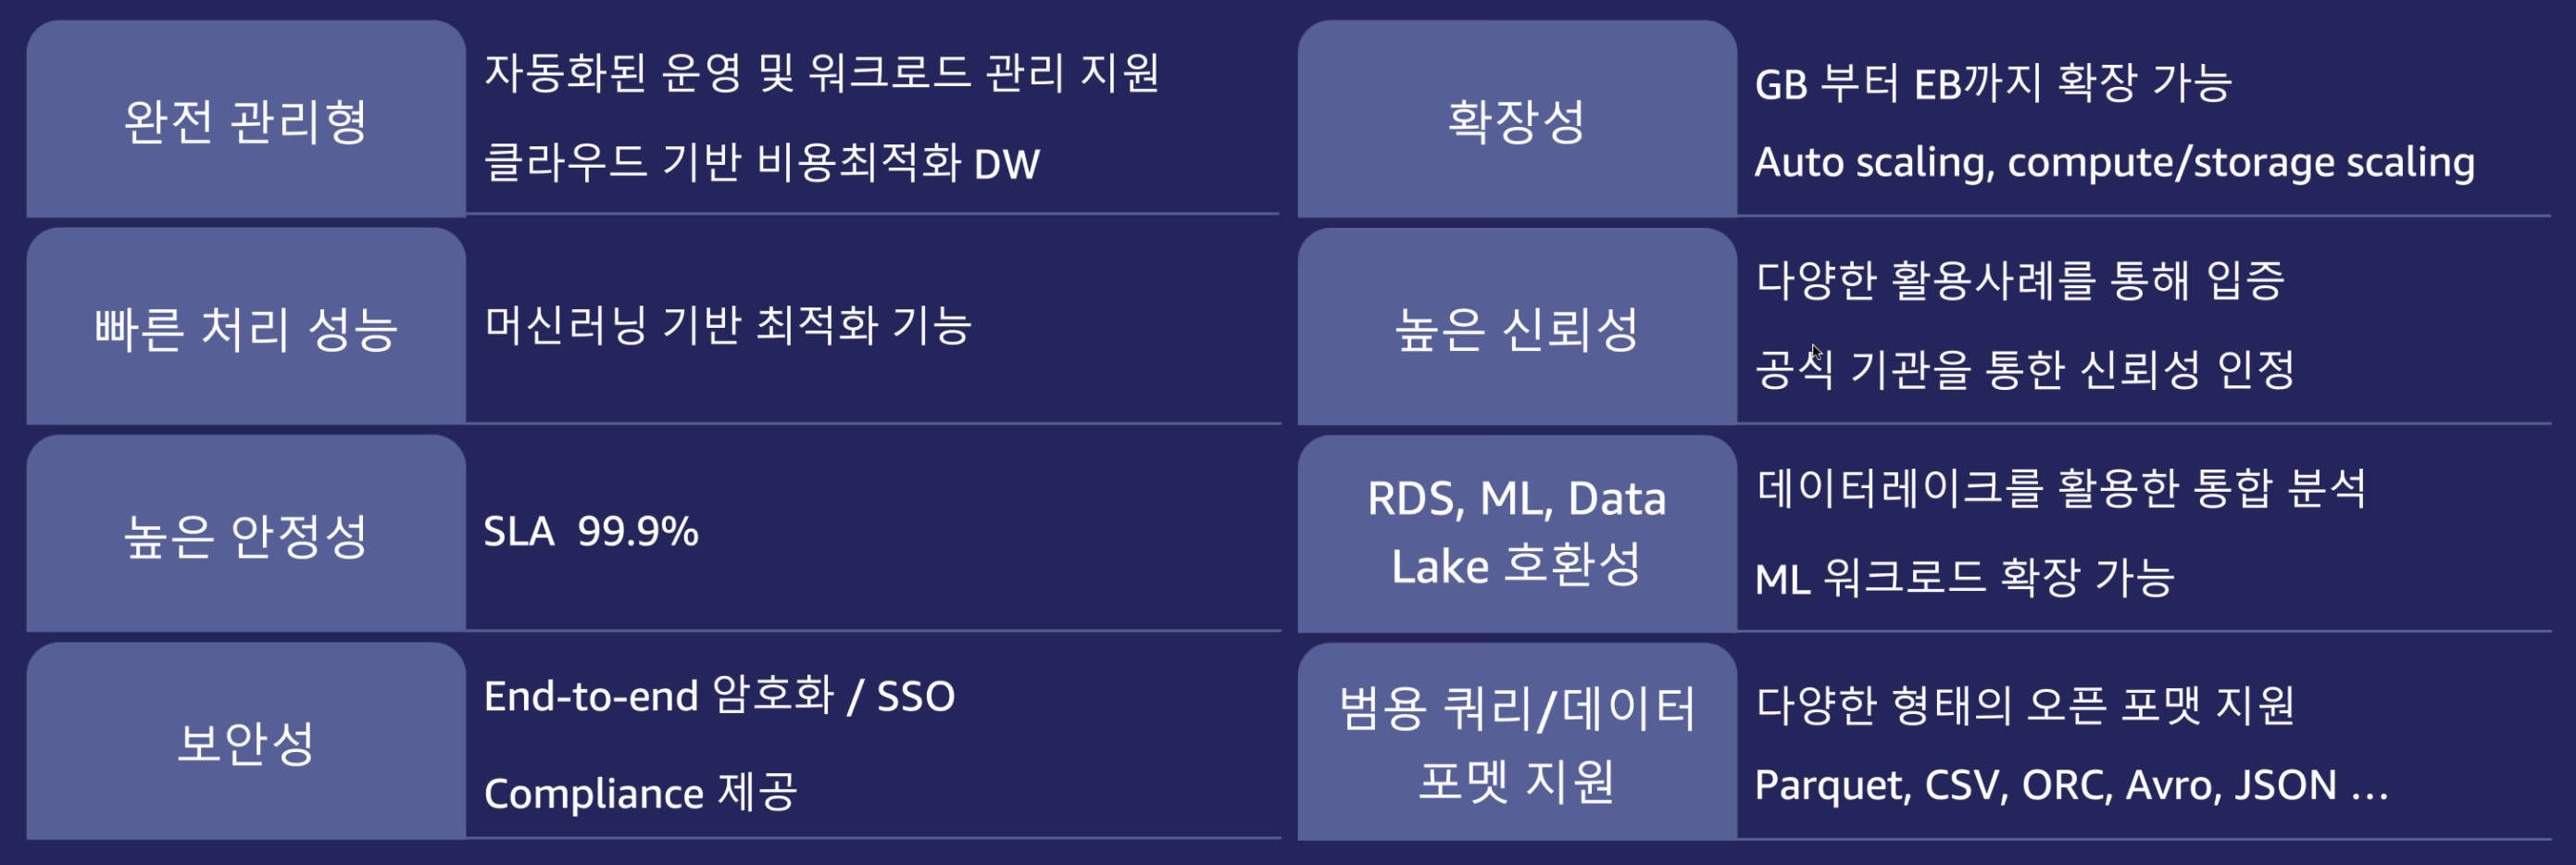 완전 관리형
자동화된 운영 및 워크로드 관리 지원
클라우드 기반 비용최적화 DW
빠른 처리 성능
머신러닝 기반 최적화 기능
높은 안정성
SLA  99.9%
보안성
End-to-end 암호화 / SSO
Compliance 제공
확장성
GB 부터 EB까지 확장 가능
Auto scaling, compute/storage scaling
높은 신뢰성
다양한 활용사례를 통해 입증
공식 기관을 통한 신뢰성 인정
RDS, ML, Data
Lake 호환성
데이터레이크를 활용한 통합 분석
ML 워크로드 확장 가능
범용 쿼리/데이터
포멧 지원
다양한 형태의 오픈 포맷 지원
Parquet, CSV, ORC, Avro, JSON ...